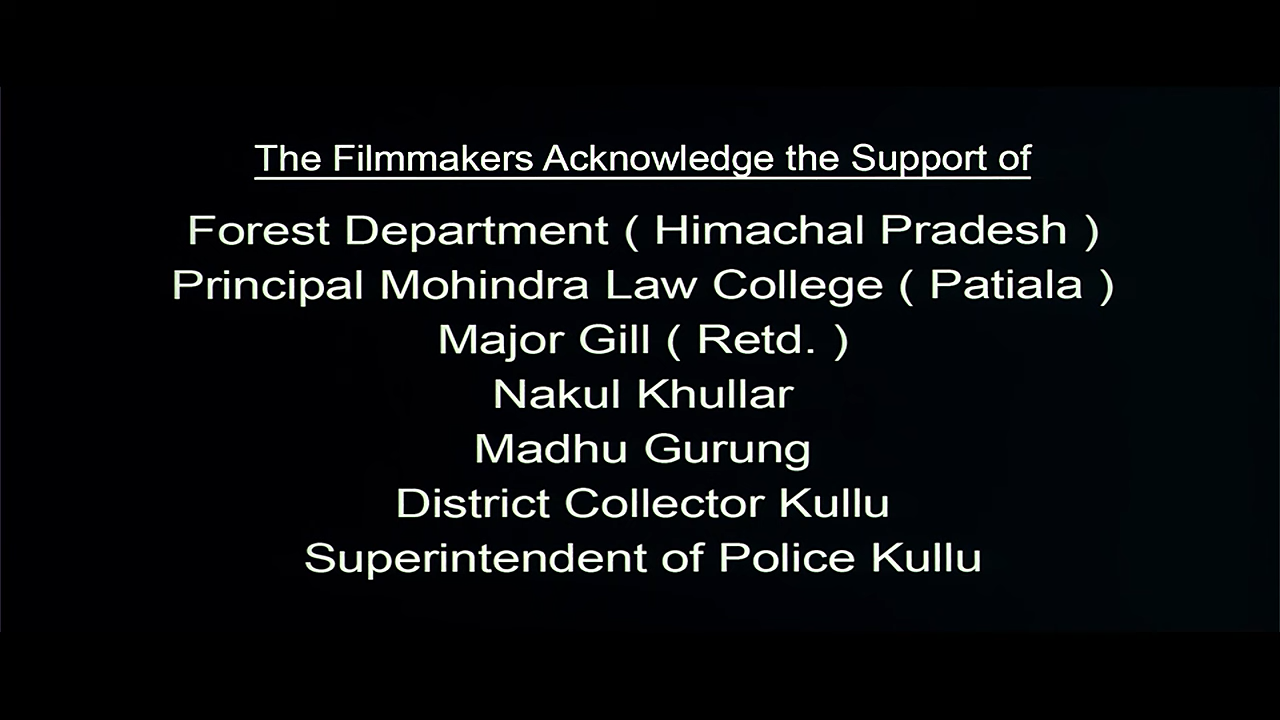 The Filmmakers Acknowledge the Support of
Forest Department ( Himachal Pradesh )
Principal Mohindra Law College ( Patiala )
Major Gill ( Retd. )
Nakul Khullar
Madhu Gurung
District Collector Kullu
Superintendent of Police Kullu